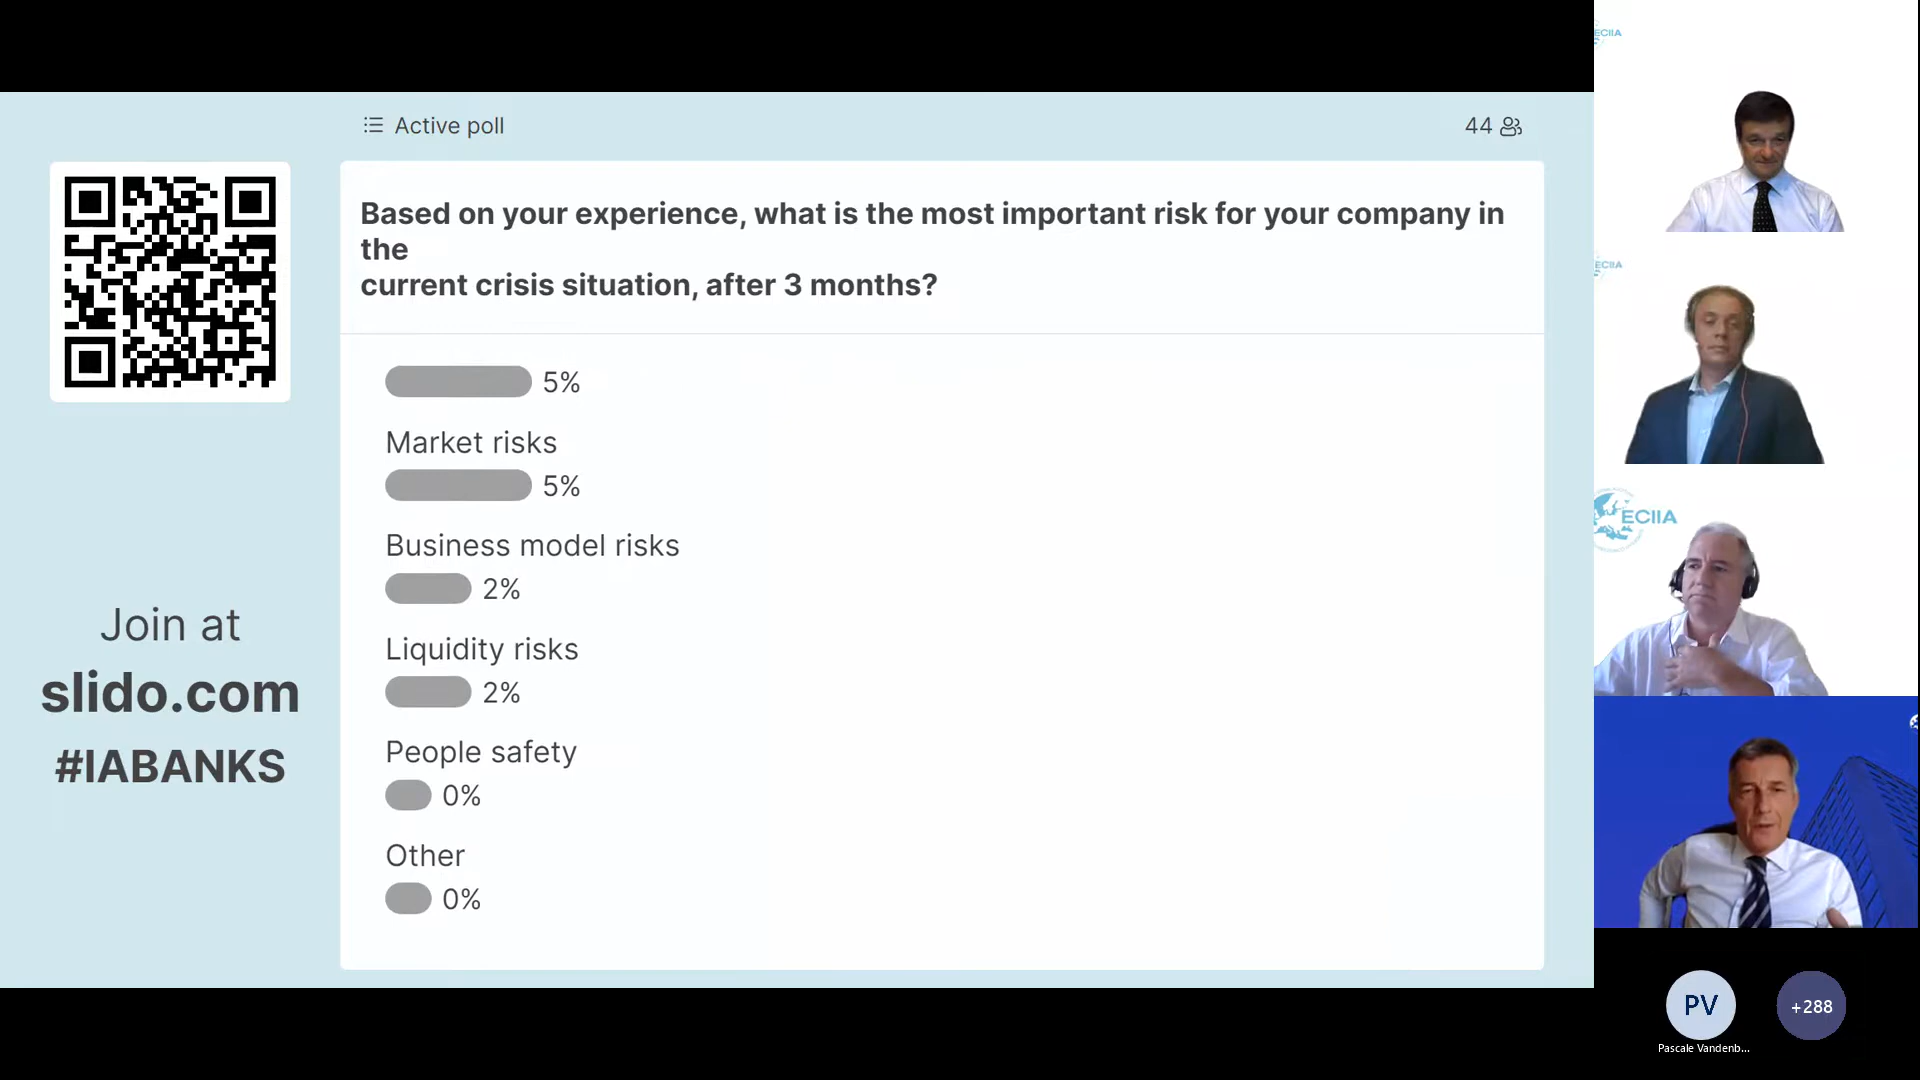 Active poll
44
Based on your experience, what is the most important risk for your company in
the
current crisis situation, after 3 months?
5%
Market risks
5%
Business model risks
2%
Liquidity risks
2%
People safety
0%
Other
0%
Join at
slido.com
#IABANKS
ECIIA
ECIIA
ECIIA
PV
+288
Pascale Vandenb...